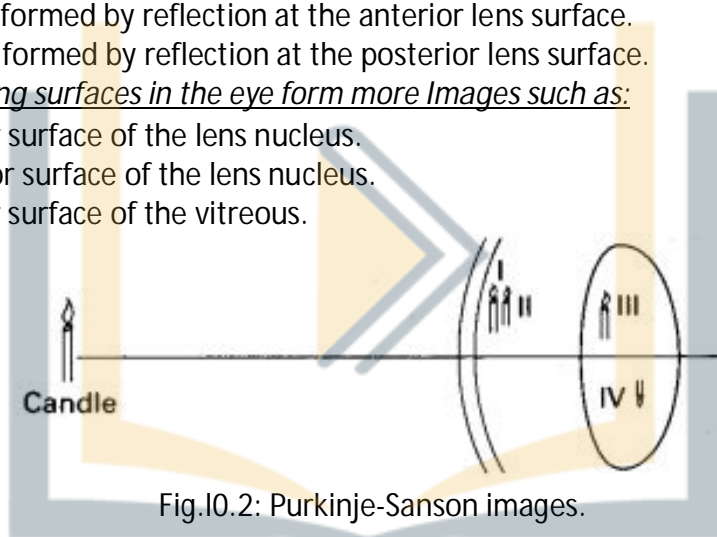 formed by reflection at the anterior lens surface.
formed by reflection at the posterior lens surface.
ng surfaces in the eye form more Images such as:
surface of the lens nucleus.
or surface of the lens nucleus.
surface of the vitreous.
I
II
III
IV
Candle
Fig.I0.2: Purkinje-Sanson images.